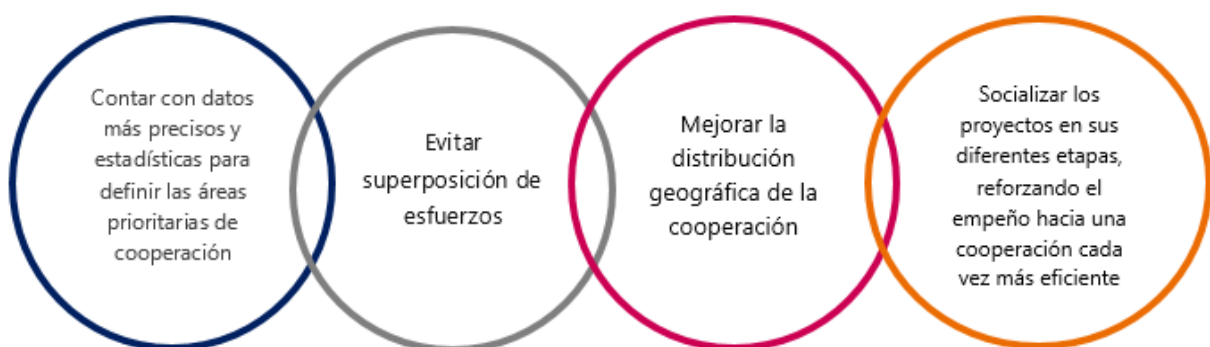 Contar con datos
más precisos y
estadísticas para
definir las áreas
prioritarias de
cooperación
Evitar
superposición de
esfuerzos
Mejorar la
distribución
geográfica de la
cooperación
Socializar los
proyectos en sus
diferentes etapas,
reforzando el
empeño hacia una
cooperación cada
vez más eficiente